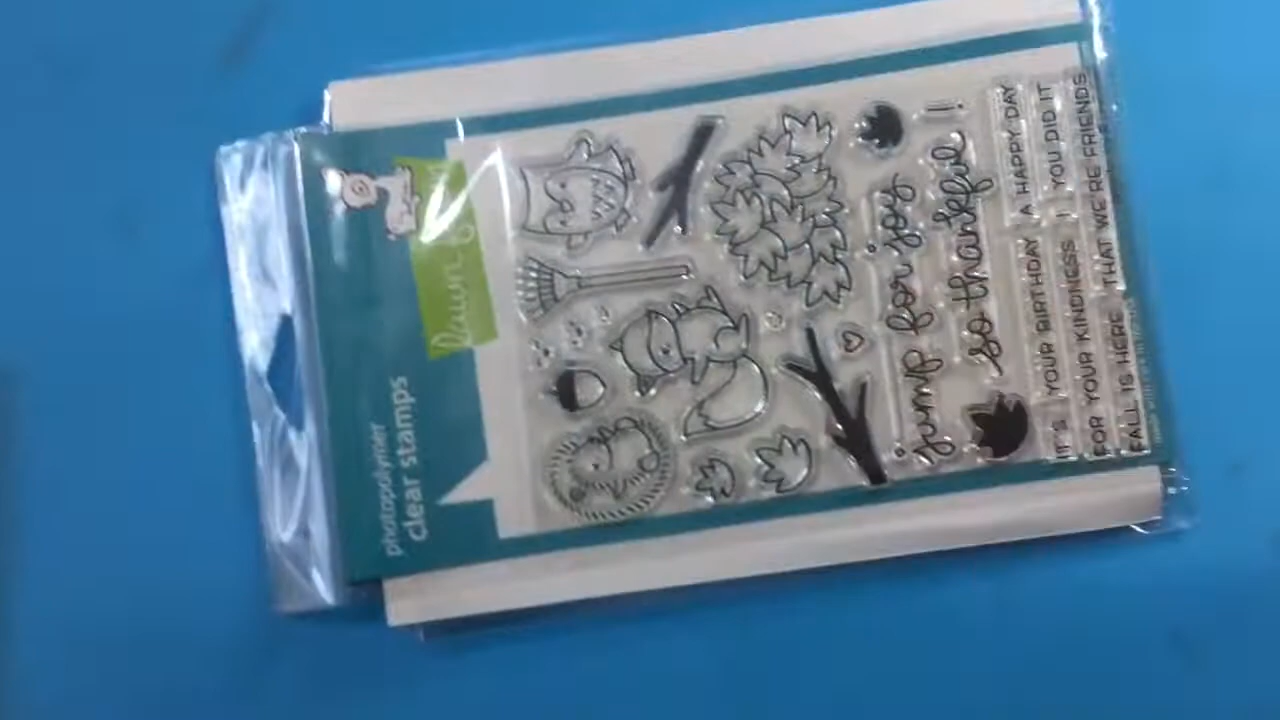 photopolymer
clear stamps
lawn
jump for joy
so thankful !
IT'S YOUR BIRTHDAY A HAPPY DAY
FOR YOUR KINDNESS I YOU DID IT
FALL IS HERE THAT WE'RE FRIENDS